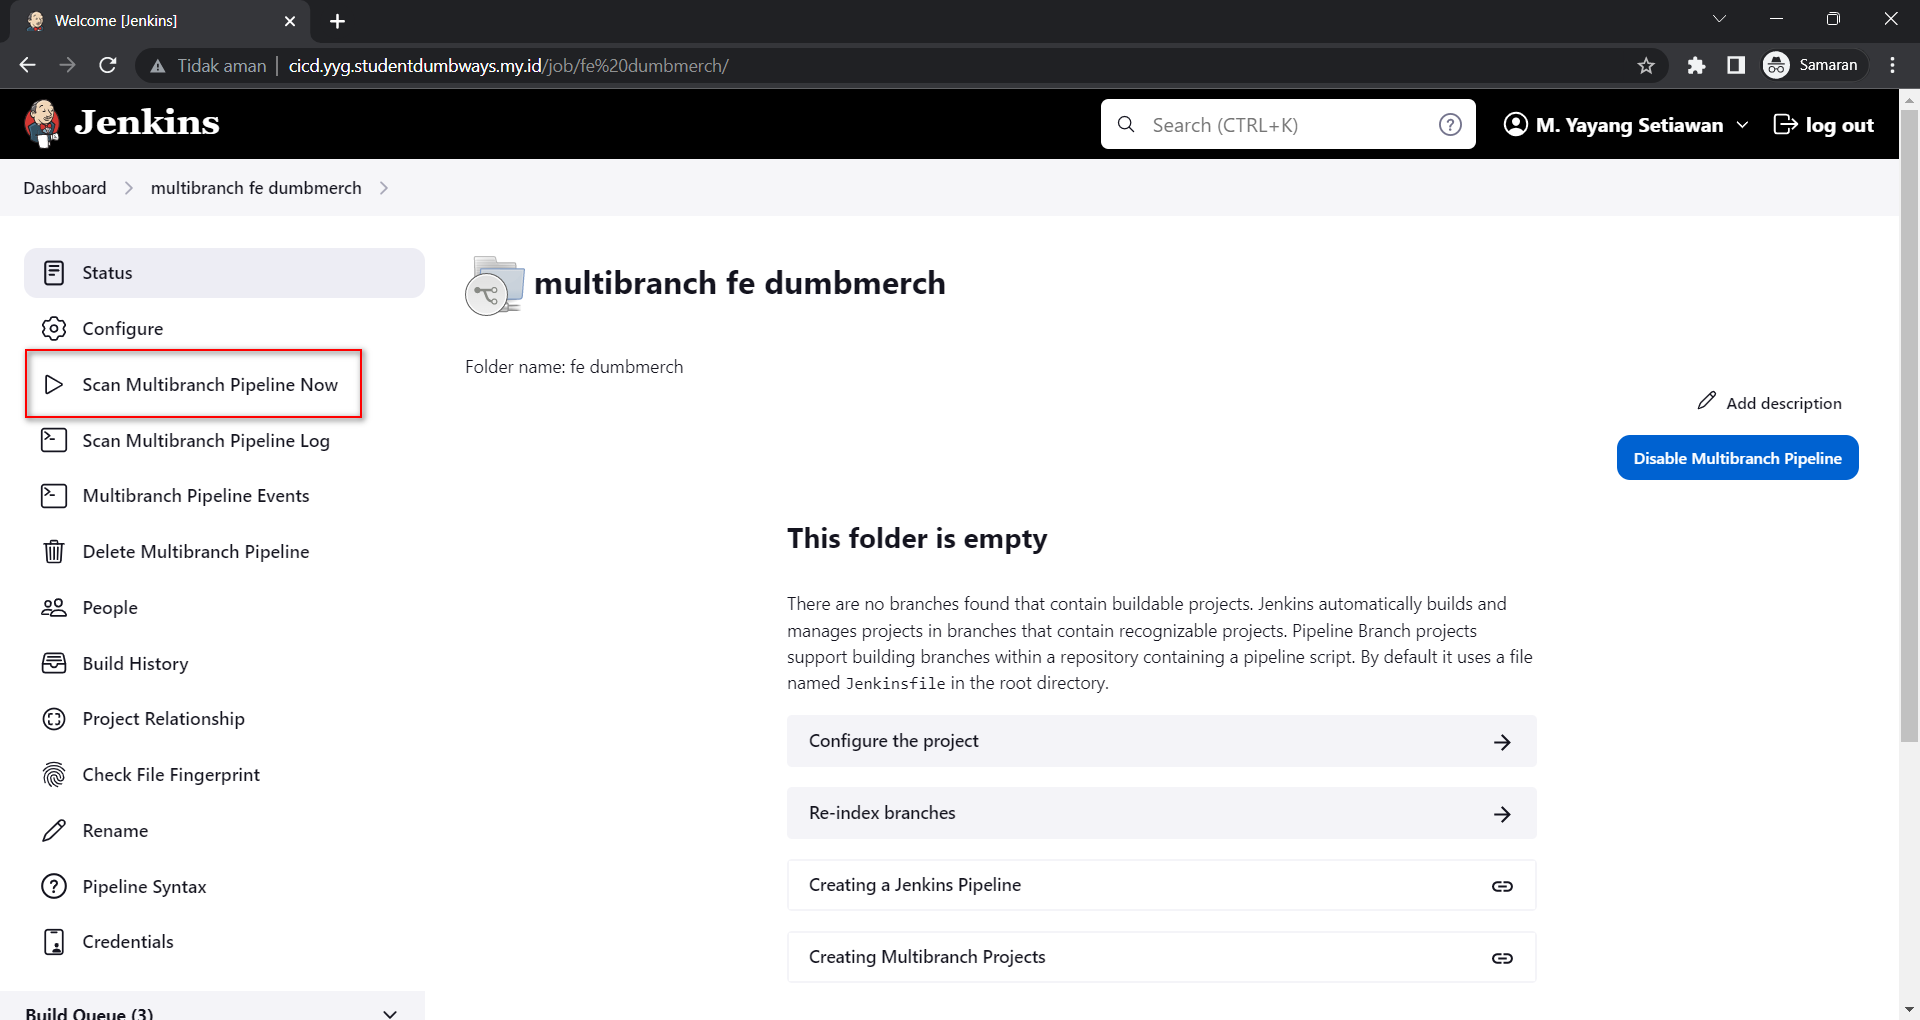 Welcome [Jenkins]
Tidak aman
cicd.yyg.studentdumbways.my.id/job/fe%20dumbmerch/
Samaran
Jenkins
Search (CTRL+K)
M. Yayang Setiawan
log out
Dashboard
multibranch fe dumbmerch
Status
Configure
Scan Multibranch Pipeline Now
Scan Multibranch Pipeline Log
Multibranch Pipeline Events
Delete Multibranch Pipeline
People
Build History
Project Relationship
Check File Fingerprint
Rename
Pipeline Syntax
Credentials
Build Queue (3)
multibranch fe dumbmerch
Folder name: fe dumbmerch
Add description
Disable Multibranch Pipeline
This folder is empty
There are no branches found that contain buildable projects. Jenkins automatically builds and
manages projects in branches that contain recognizable projects. Pipeline Branch projects
support building branches within a repository containing a pipeline script. By default it uses a file
named Jenkinsfile in the root directory.
Configure the project
Re-index branches
Creating a Jenkins Pipeline
Creating Multibranch Projects